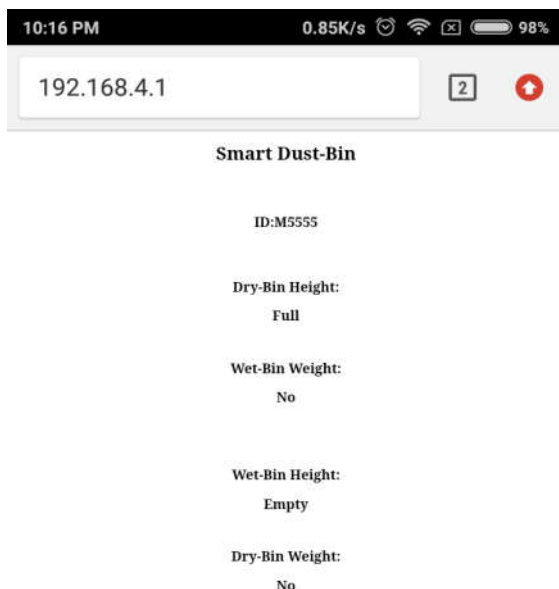 10:16 PM 0.85K/s 98%
192.168.4.1 2
Smart Dust-Bin
ID:M5555
Dry-Bin Height:
Full
Wet-Bin Weight:
No
Wet-Bin Height:
Empty
Dry-Bin Weight:
No